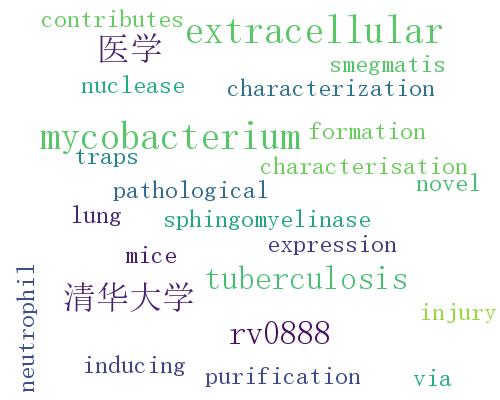 contributes
extracellular
医学
smegmatis
nuclease
characterization
mycobacterium
formation
traps
characterisation
pathological
novel
lung
sphingomyelinase
mice
expression
neutrophil
清华大学
tuberculosis
injury
rv0888
inducing
purification
via